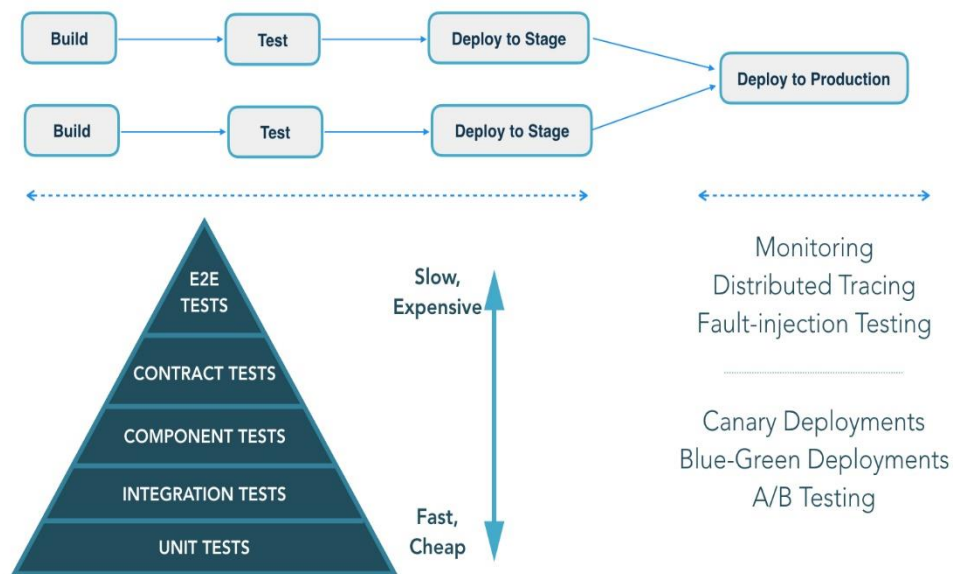 Build
Test
Deploy to Stage
Deploy to Production
Build
Test
Deploy to Stage
E2E
TESTS
CONTRACT TESTS
COMPONENT TESTS
INTEGRATION TESTS
UNIT TESTS
Slow,
Expensive
Fast,
Cheap
Monitoring
Distributed Tracing
Fault-injection Testing
Canary Deployments
Blue-Green Deployments
A/B Testing